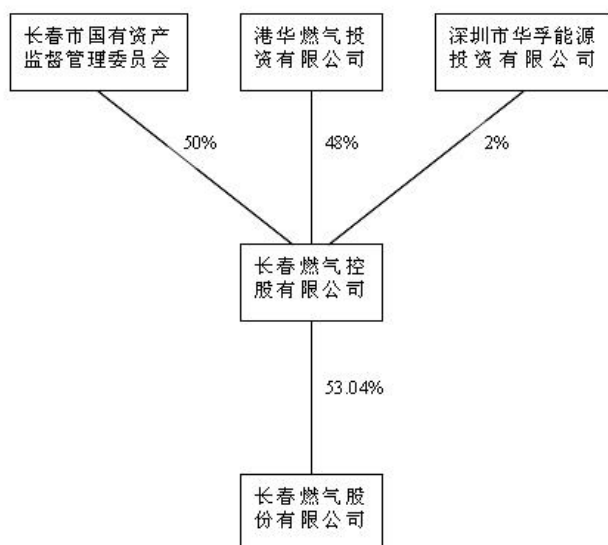 长春市国有资产
监督管理委员会
港华燃气投
资有限公司
深圳市华孚能源
投资有限公司
50%
48%
2%
长春燃气控
股有限公司
53.04%
长春燃气股
份有限公司